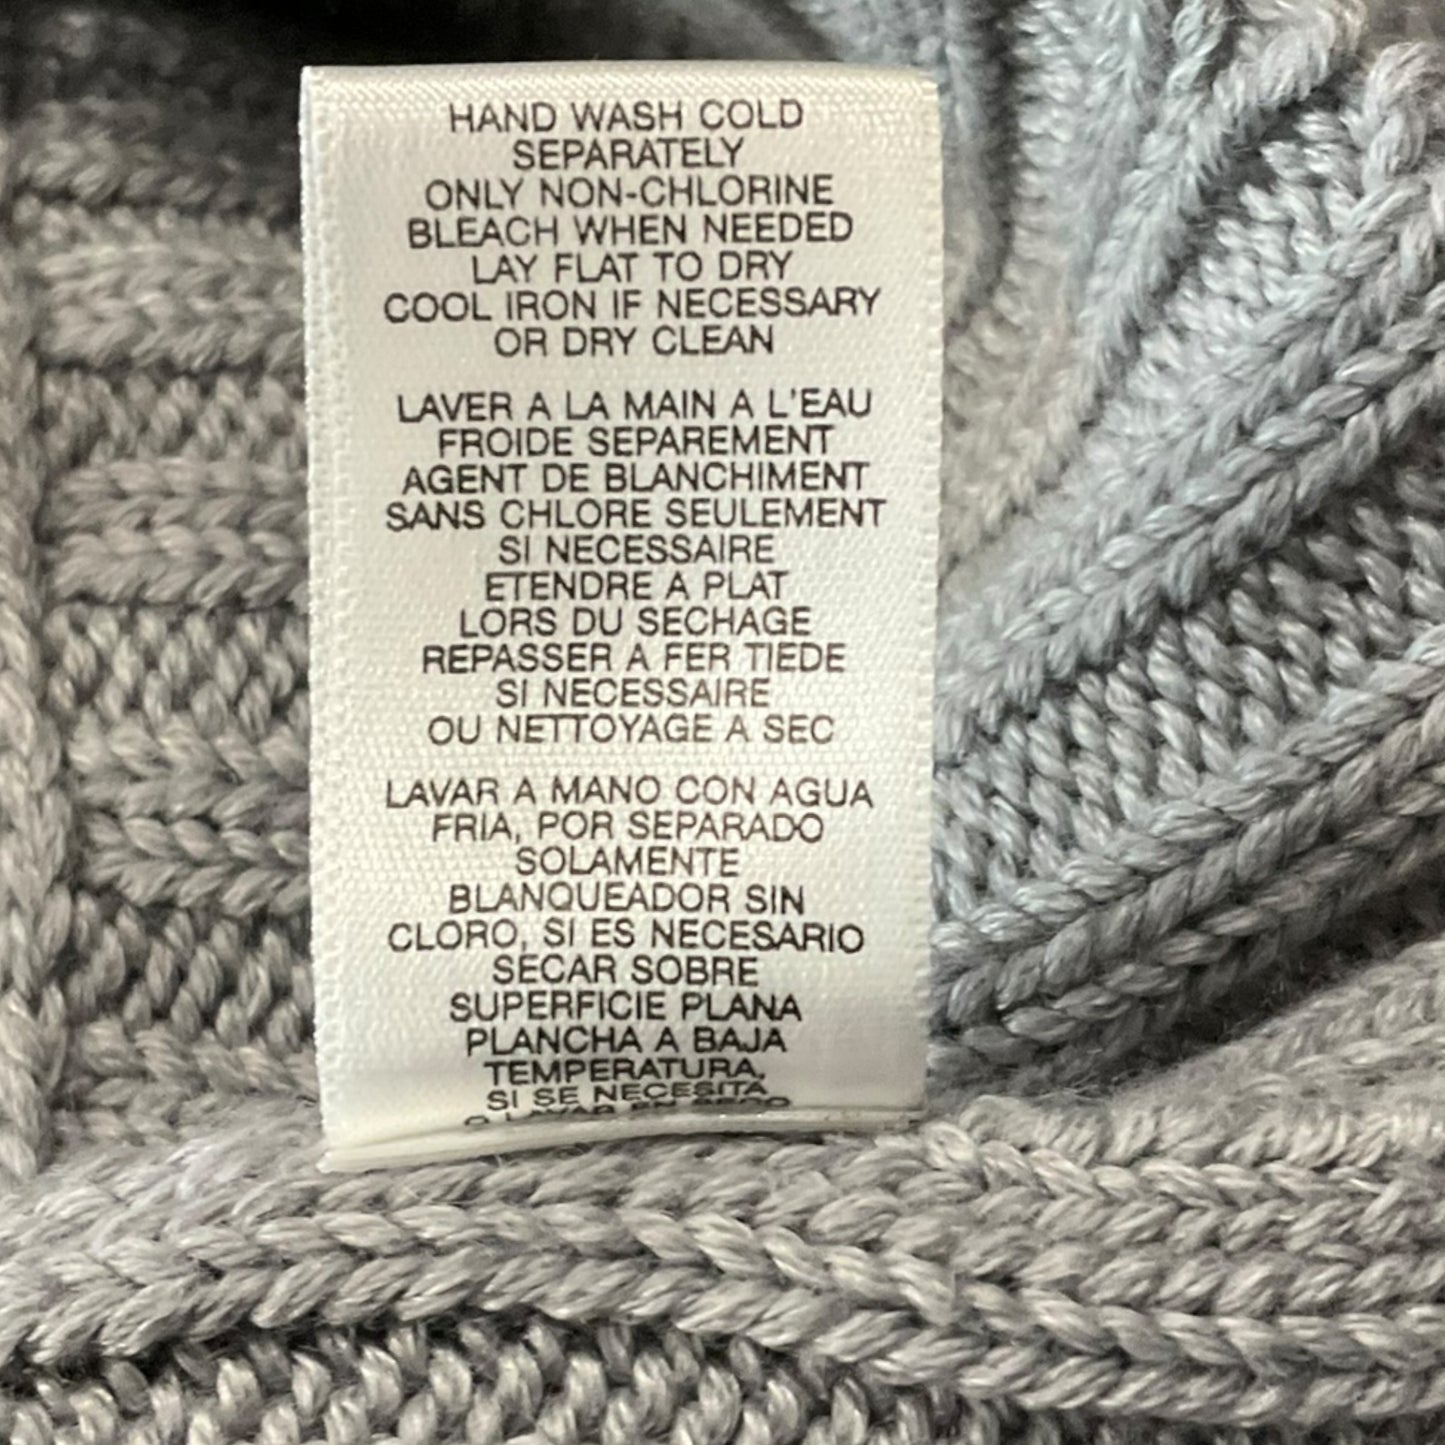 HAND WASH COLD
SEPARATELY
ONLY NON-CHLORINE
BLEACH WHEN NEEDED
LAY FLAT TO DRY
COOL IRON IF NECESSARY
OR DRY CLEAN
LAVER A LA MAIN A L'EAU
FROIDE SEPAREMENT
AGENT DE BLANCHIMENT
SANS CHLORE SEULEMENT
SI NECESSAIRE
ETENDRE A PLAT
LORS DU SECHAGE
REPASSER A FER TIEDE
SI NECESSAIRE
OU NETTOYAGE A SEC
LAVAR A MANO CON AGUA
FRIA, POR SEPARADO
SOLAMENTE
BLANQUEADOR SIN
CLORO, SI ES NECESARIO
SECAR SOBRE
SUPERFICIE PLANA
PLANCHA A BAJA
TEMPERATURA,
SI SE NECESITA
O LAVAR EN SECO